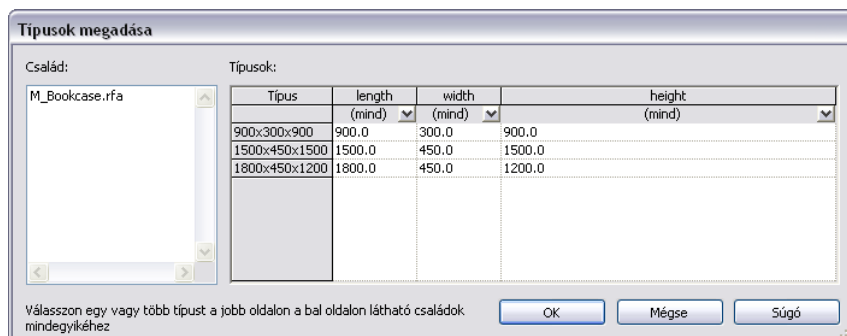 Típusok megadása
Család:
Típusok:
M_Bookcase.rfa
Típus length width height
(mind) (mind) (mind)
900x300x900 900.0 300.0 900.0
1500x450x1500 1500.0 450.0 1500.0
1800x450x1200 1800.0 450.0 1200.0
Válasszon egy vagy több típust a jobb oldalon a bal oldalon látható családok
mindegyikéhez
OK Mégse Súgó